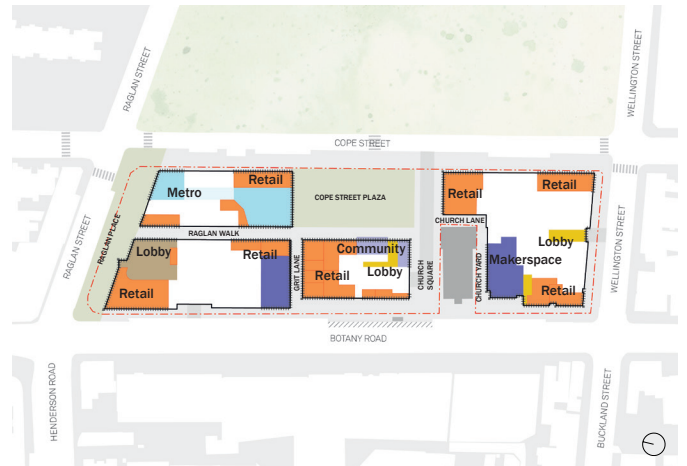 RAGLAN STREET
WELLINGTON STREET
COPE STREET
Retail
Metro
Retail
Retail
COPE STREET PLAZA
RAGLAN PLACE
RAGLAN STREET
CHURCH LANE
RAGLAN WALK
Lobby
Retail
Community
Lobby
Lobby
Makerspace
GRIT LANE
Retail
CHURCH
SQUARE
CHURCH YARD
WELLINGTON STREET
Retail
Retail
BOTANY ROAD
HENDERSON ROAD
BUCKLAND STREET